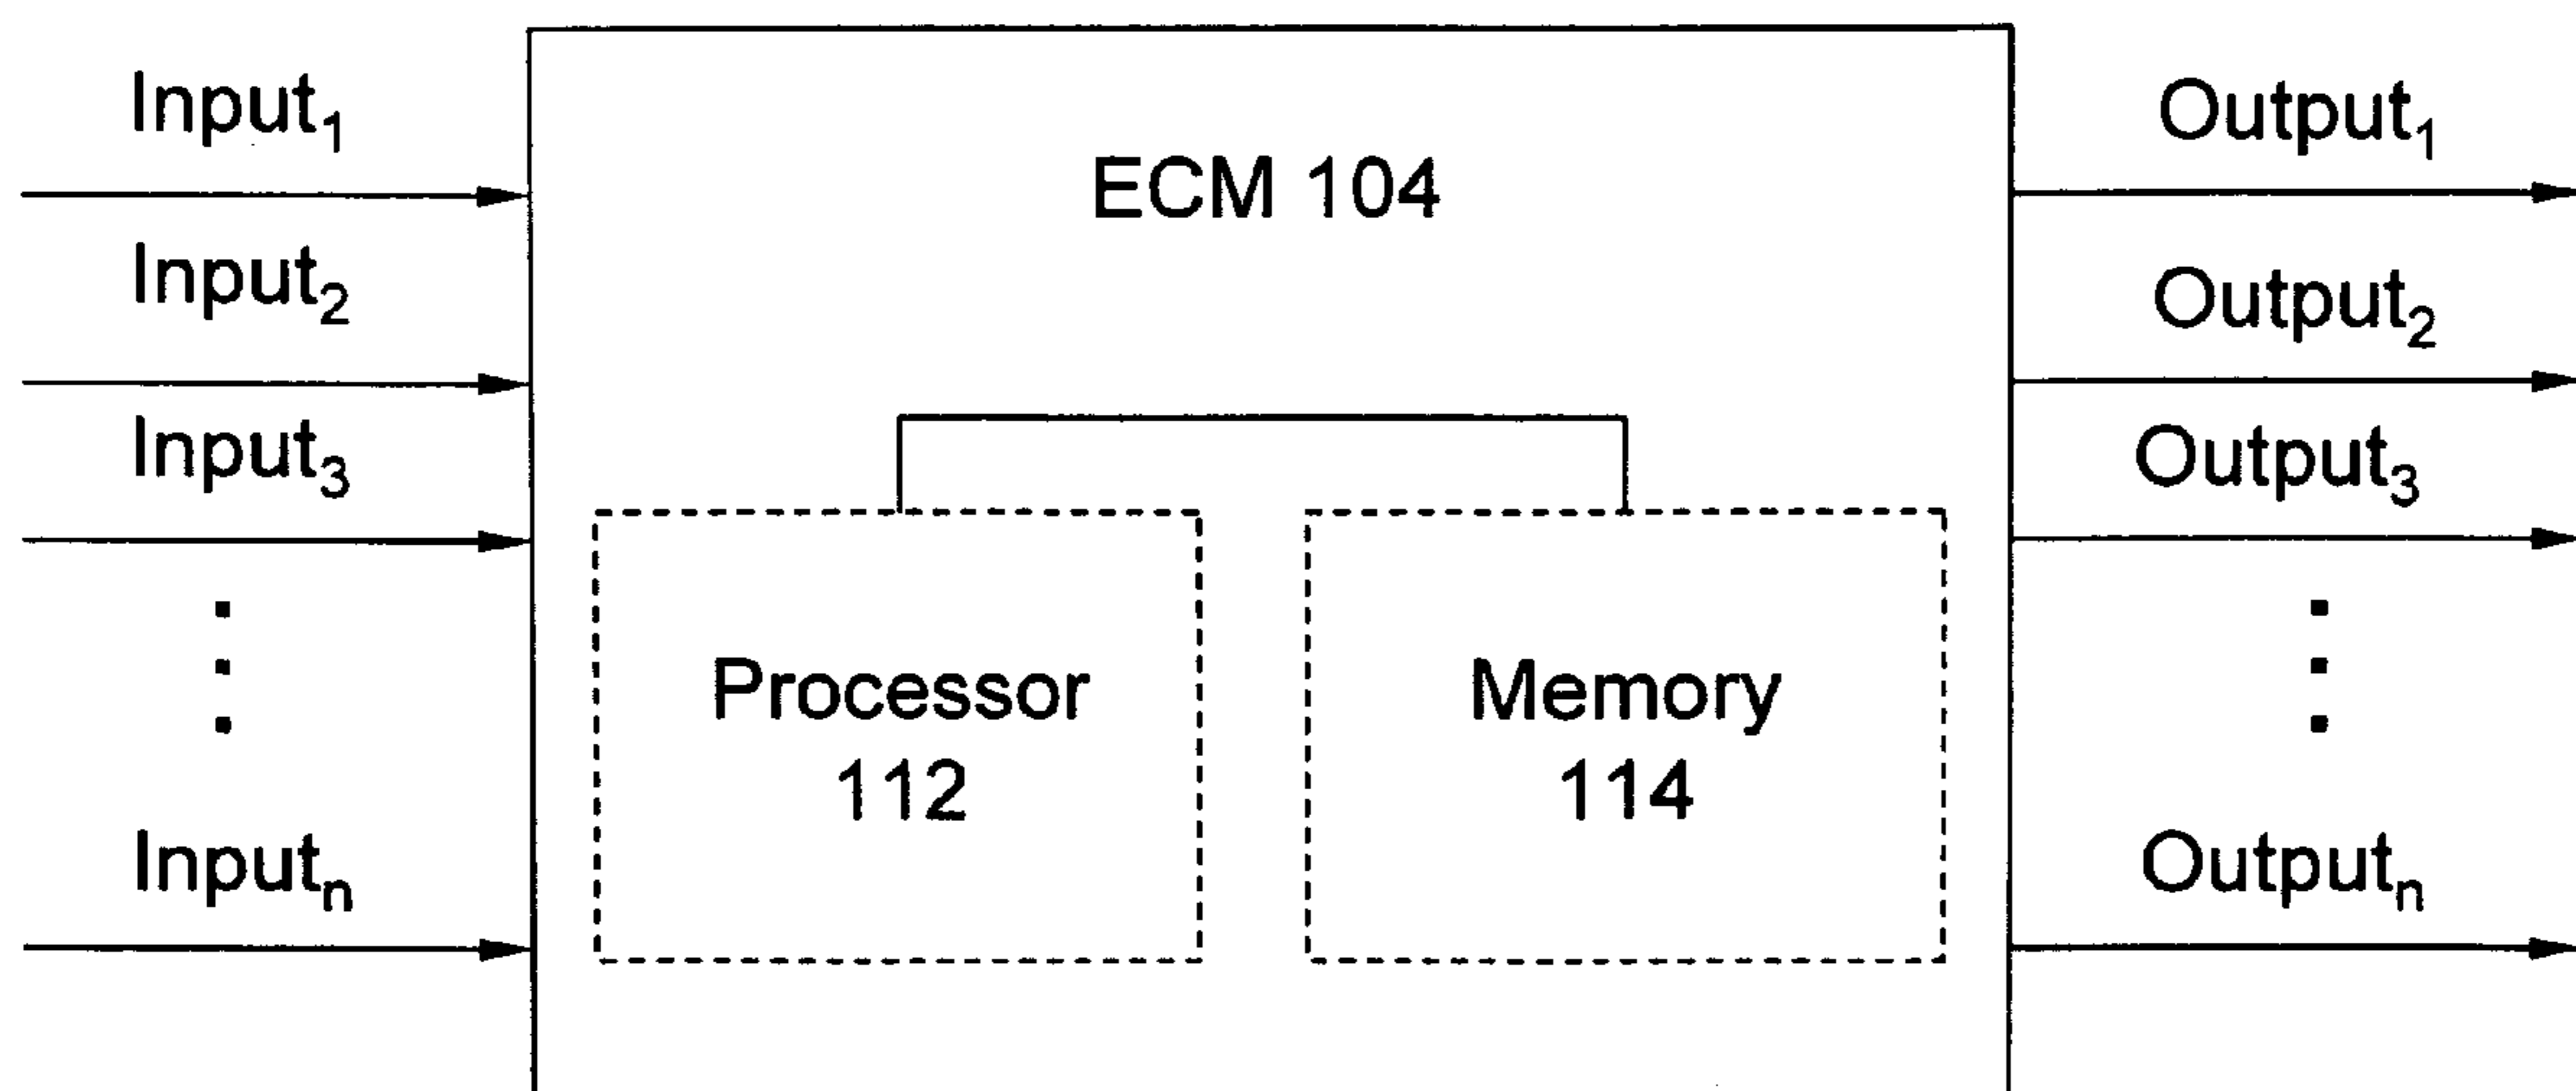 Input₁
Input₂
Input₃
Inputₙ
ECM 104
Processor
112
Memory
114
Output₁
Output₂
Output₃
Outputₙ